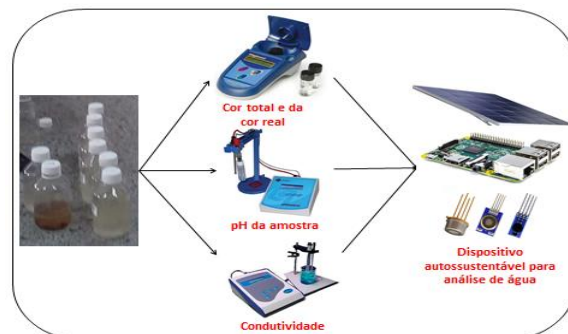 Cor total e da
cor real
pH da amostra
Condutividade
Dispositivo
autossustentável para
análise de água